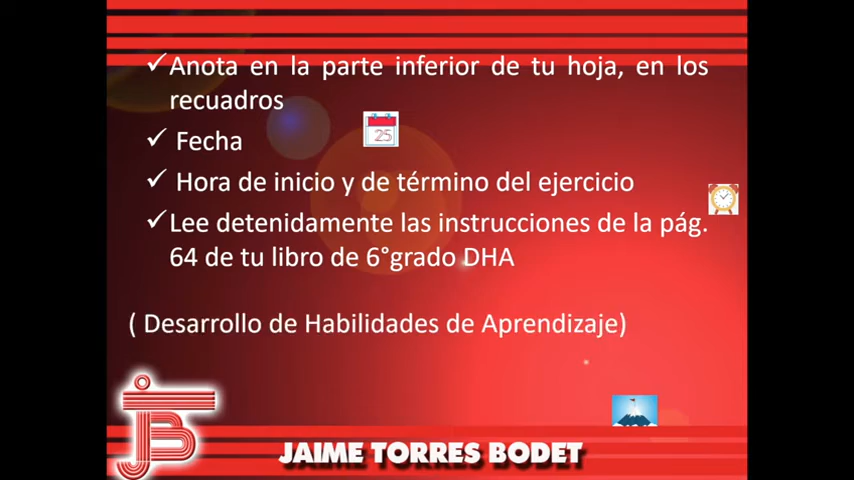 Anota en la parte inferior de tu hoja, en los
recuadros
Fecha
25
Hora de inicio y de término del ejercicio
Lee detenidamente las instrucciones de la pág.
64 de tu libro de 6°grado DHA
( Desarrollo de Habilidades de Aprendizaje)
JTB
JAIME TORRES BODET